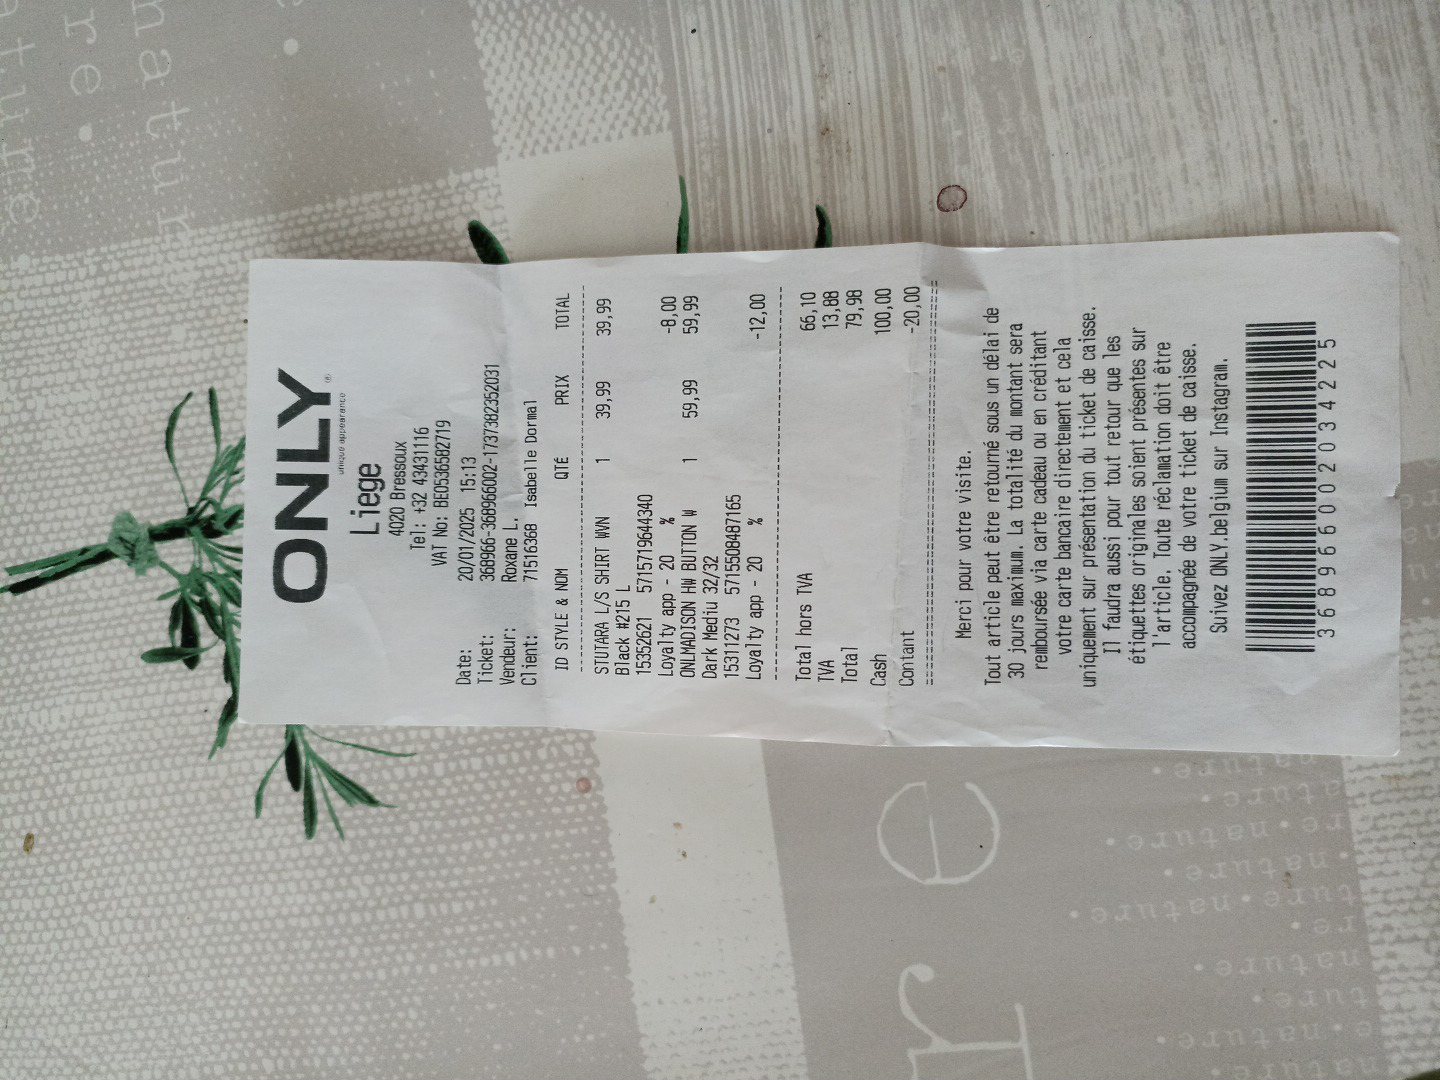 ONLY
unique appearance
®
Liege
4020 Bressoux
Tel: +32 43431116
VAT No: BE0536582719
Date: 20/01/2025 15:13
Ticket: 368966-368966002-1737382352031
Vendeur: Roxane L.
Client: 71516368 Isabelle Dormal
ID STYLE & NOM QTÉ PRIX TOTAL
STUTARA L/S SHIRT WVN 1 39,99 39,99
Black #215 L
15352621 5715719644340
Loyalty app - 20 % -8,00
ONLMADISON HW BUTTON W 1 59,99 59,99
Dark Mediu 32/32
15311273 5715508487165
Loyalty app - 20 % -12,00
Total hors TVA 66,10
TVA 13,88
Total 79,98
Cash 100,00
Contant -20,00
Merci pour votre visite.
Tout article peut être retourné sous un délai de
30 jours maximum. La totalité du montant sera
remboursée via carte cadeau ou en créditant
votre carte bancaire directement et cela
uniquement sur présentation du ticket de caisse.
Il faudra aussi pour tout retour que les
étiquettes originales soient présentes sur
l'article. Toute réclamation doit être
accompagnée de votre ticket de caisse.
Suivez ONLY.belgium sur Instagram.
368966002034225